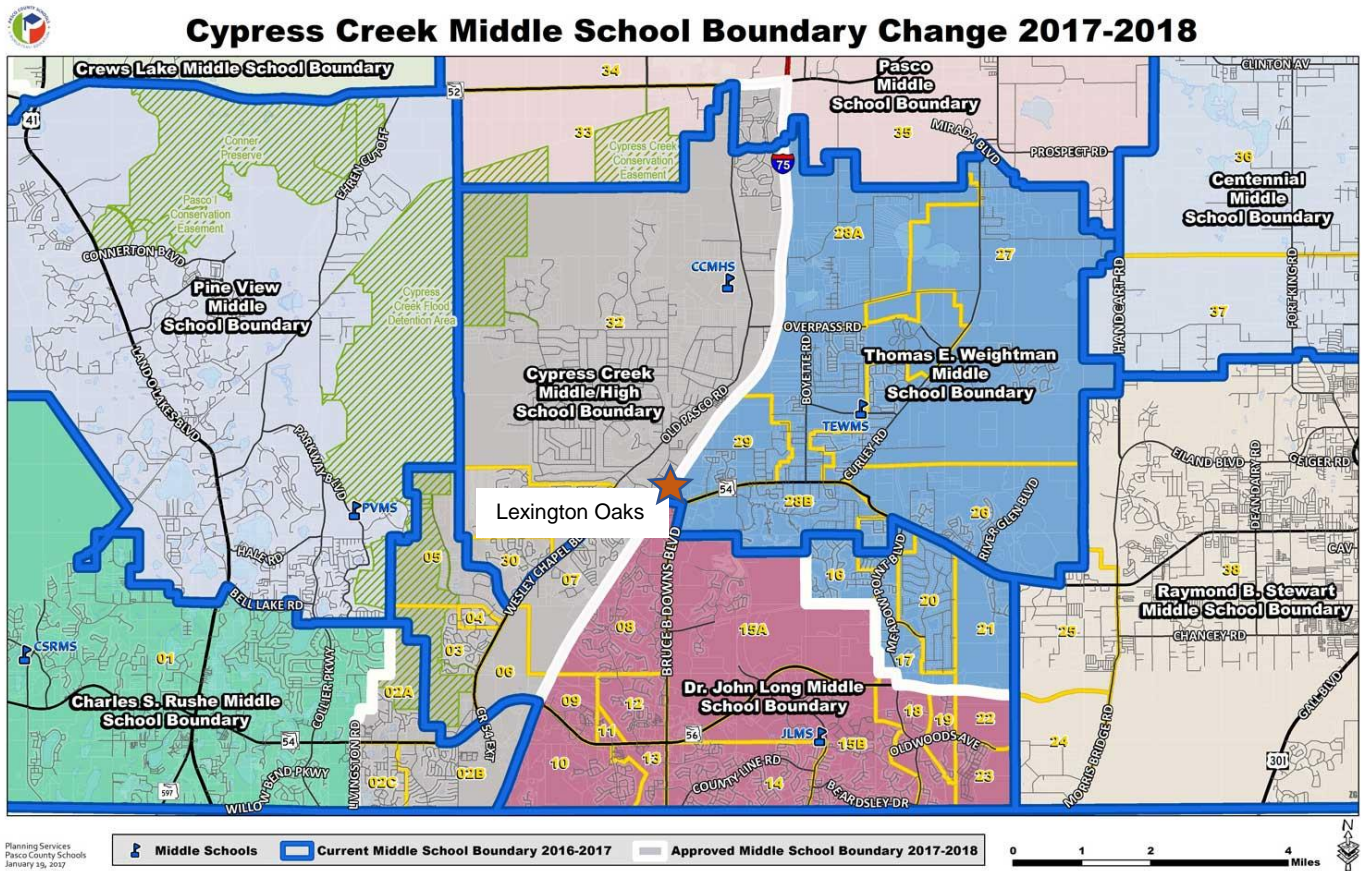 Cypress Creek Middle School Boundary Change 2017-2018
Crews Lake Middle School Boundary
34
Pasco
Middle
School Boundary
CLINTON AV
52
41
33
35
MIRADA BLVD
PROSPECT RD
Conner
Preserve
EHREN CUTOFF
Cypress Creek
Conservation
Easement
75
36
Centennial
Middle
School Boundary
Pasco 1
Conservation
Easement
CONNERTON BLVD
28A
27
CCMHS
Pine View
Middle
School Boundary
Cypress
Creek Flood
Detention Area
32
HANDCART RD
37
FORT KING RD
OVERPASS RD
LAND O LAKES BLVD
Cypress Creek
Middle/High
School Boundary
OLD PASCO RD
BOYETTE RD
Thomas E. Weightman
Middle
School Boundary
TEWMS
PARKWAY BLVD
29
CURLEY RD
EILAND BLVD
GEIGER RD
DEAN DAIRY RD
54
28B
PVMS
Lexington Oaks
26
RIVER GLEN BLVD
HALE RD
05
30
07
WESLEY CHAPEL BL
BRUCE B DOWNS BLVD
16
MEADOW POINT BLVD
20
38
CAV
Raymond B. Stewart
Middle School Boundary
BELL LAKE RD
04
08
15A
21
25
CHANCEY RD
CSRMS
01
03
06
17
02A
Charles S. Rushe Middle
School Boundary
COLLIER PKWY
Dr. John Long Middle
School Boundary
09
12
11
18
19
22
GALL BLVD
54
LIVINGSTON RD
CR 54 EXT
56
JLMS
15B
OLDWOODS AVE
24
MORRIS BRIDGE RD
301
10
13
COUNTY LINE RD
14
23
597
WILLOW BEND PKWY
02C
02B
BEARDSLEY DR
Planning Services
Pasco County Schools
January 19, 2017
Middle Schools
Current Middle School Boundary 2016-2017
Approved Middle School Boundary 2017-2018
0 1 2 4
Miles
N